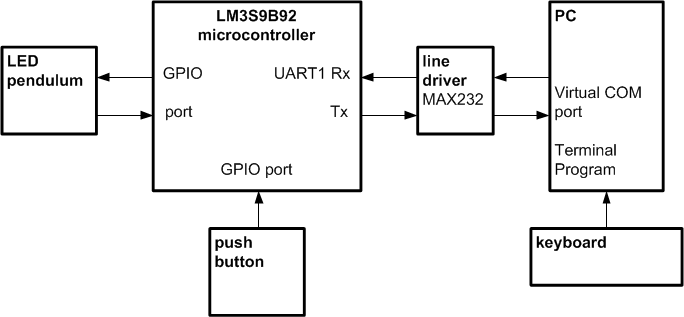 LED
pendulum
LM3S9B92
microcontroller
GPIO
port
UART1 Rx
Tx
GPIO port
line
driver
MAX232
PC
Virtual COM
port
Terminal
Program
push
button
keyboard